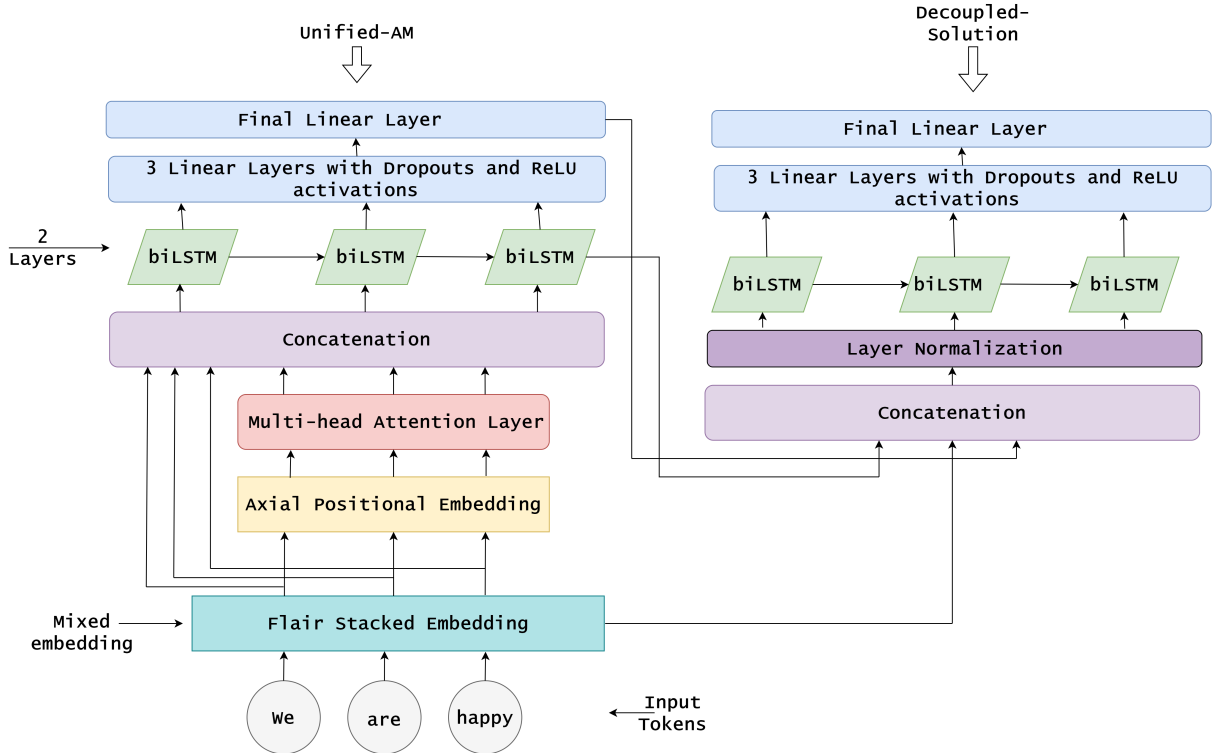 Unified-AM
Decoupled-
Solution
Final Linear Layer
Final Linear Layer
3 Linear Layers with Dropouts and ReLU
activations
3 Linear Layers with Dropouts and ReLU
activations
2
Layers
biLSTM
biLSTM
biLSTM
biLSTM
biLSTM
biLSTM
Concatenation
Layer Normalization
Concatenation
Multi-head Attention Layer
Axial Positional Embedding
Mixed
embedding
Flair Stacked Embedding
We
are
happy
Input
Tokens